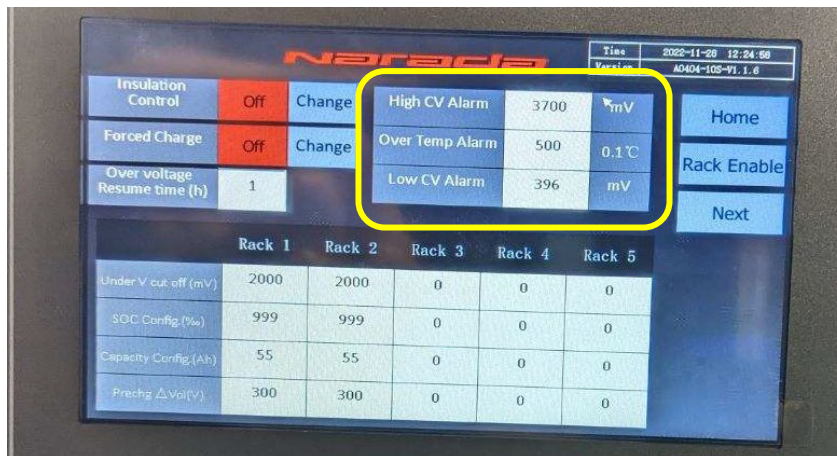 Narada
Time 2022-11-28 12:24:56
Version A0404-10S-V1.1.6
Insulation
Control Off Change
High CV Alarm 3700 mV
Home
Forced Charge Off Change
Over Temp Alarm 500 0.1℃
Rack Enable
Over voltage
Resume time (h) 1
Low CV Alarm 396 mV
Next
Rack 1 Rack 2 Rack 3 Rack 4 Rack 5
Under V cut off (mV) 2000 2000 0 0 0
SOC Config.(‰) 999 999 0 0 0
Capacity Config.(Ah) 55 55 0 0 0
Prechg △Vol(V) 300 300 0 0 0